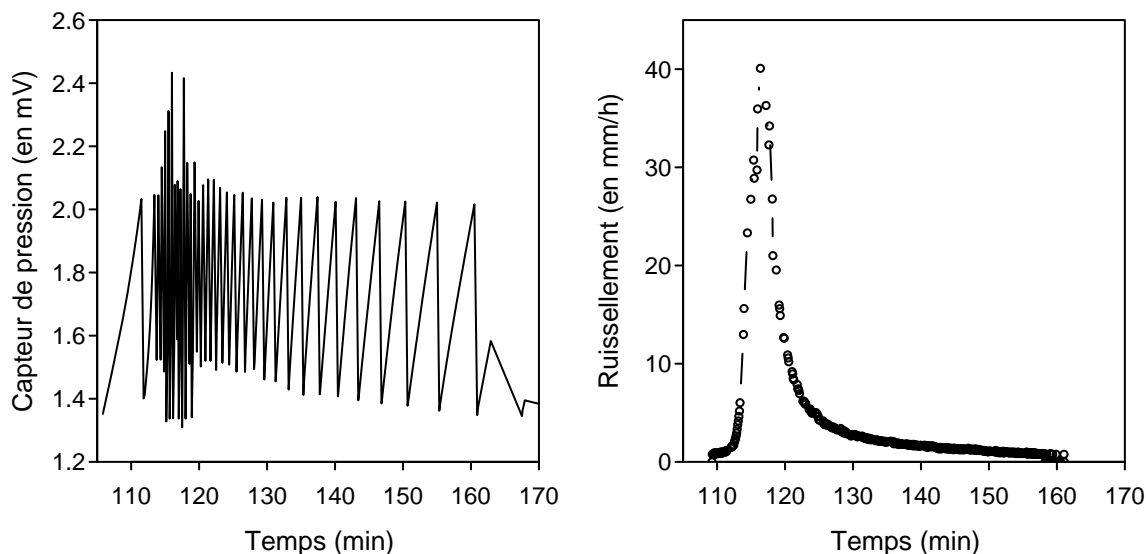 2.6
2.4
2.2
2.0
1.8
1.6
1.4
1.2
Capteur de pression (en mV)
110 120 130 140 150 160 170
Temps (min)
40
30
20
10
0
Ruissellement (en mm/h)
110 120 130 140 150 160 170
Temps (min)